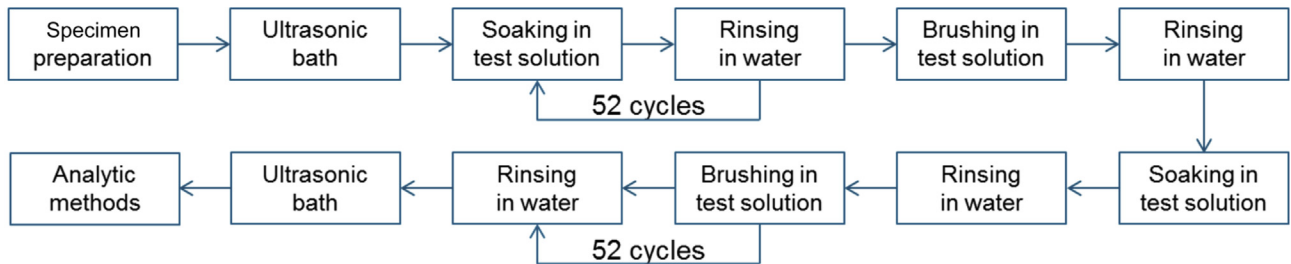 Specimen
preparation
Ultrasonic
bath
Soaking in
test solution
Rinsing
in water
Brushing in
test solution
Rinsing
in water
52 cycles
Soaking in
test solution
Rinsing
in water
Brushing in
test solution
Rinsing
in water
Ultrasonic
bath
Analytic
methods
52 cycles